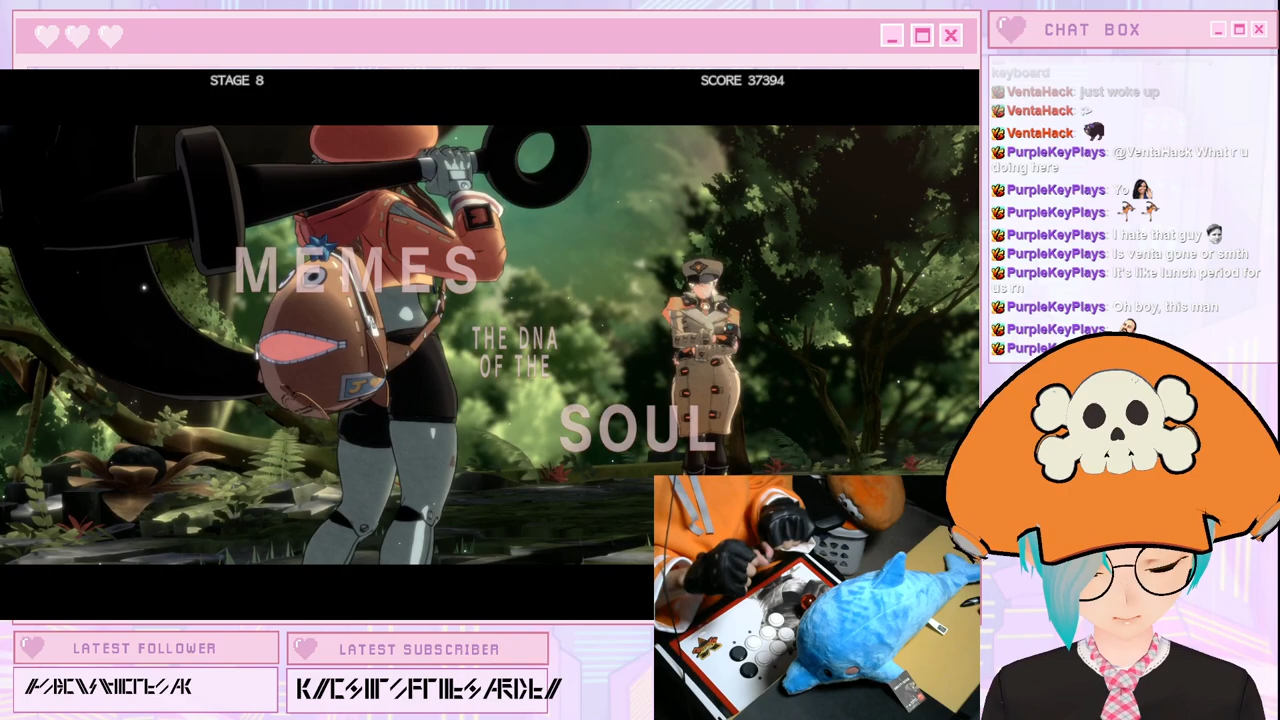 CHAT BOX
STAGE 8
SCORE 37394
MEMES
THE DNA
OF THE
SOUL
keyboard
VentaHack: just woke up
VentaHack: :>
VentaHack:
PurpleKeyPlays: @VentaHack What r u
doing here
PurpleKeyPlays: Yo
PurpleKeyPlays:
PurpleKeyPlays: I hate that guy
PurpleKeyPlays: Is venta gone or smth
PurpleKeyPlays: It's like lunch period for
us rn
PurpleKeyPlays: Oh boy, this man
PurpleKeyPlays:
LATEST FOLLOWER
LATEST SUBSCRIBER